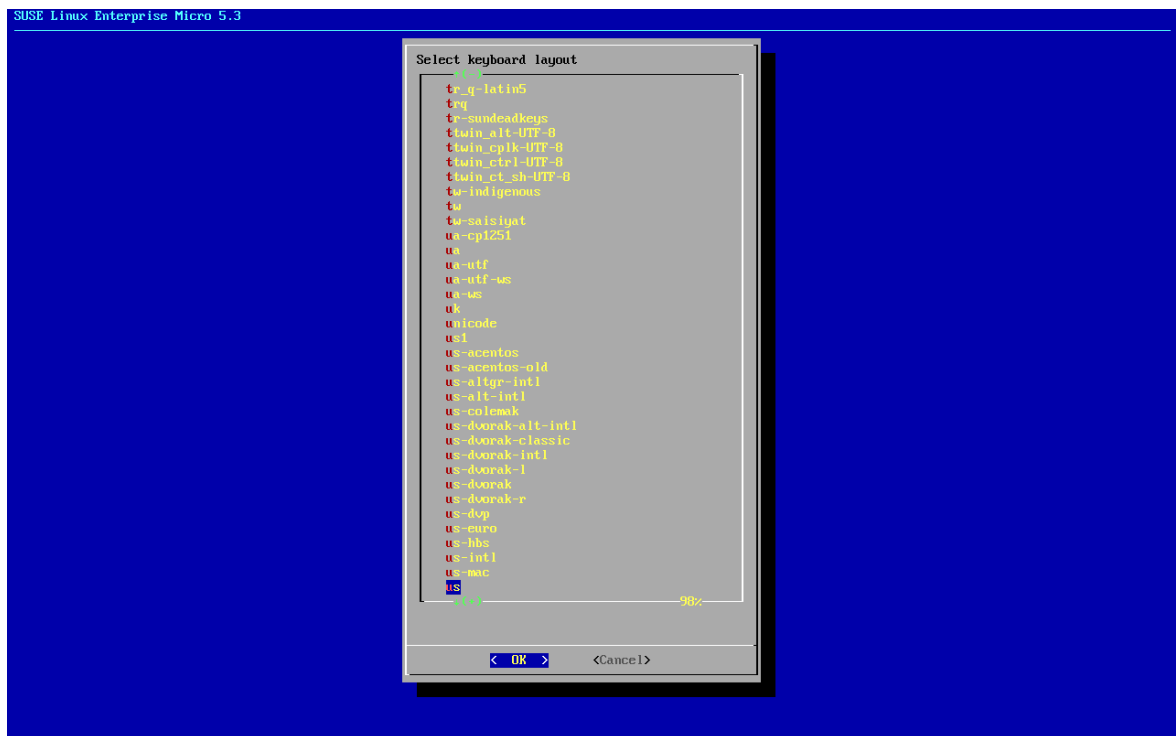 SUSE Linux Enterprise Micro 5.3
Select keyboard layout
↑(-)
tr_q-latin5
trq
tr-sundeadkeys
ttwin_alt-UTF-8
ttwin_cplk-UTF-8
ttwin_ctrl-UTF-8
ttwin_ct_sh-UTF-8
tw-indigenous
tw
tw-saisiyat
ua-cp1251
ua
ua-utf
ua-utf-ws
ua-ws
uk
unicode
us1
us-acentos
us-acentos-old
us-altgr-intl
us-alt-intl
us-colemak
us-dvorak-alt-intl
us-dvorak-classic
us-dvorak-intl
us-dvorak-l
us-dvorak
us-dvorak-r
us-dvp
us-euro
us-hbs
us-intl
us-mac
us
↓(+) 98%
< OK > <Cancel>